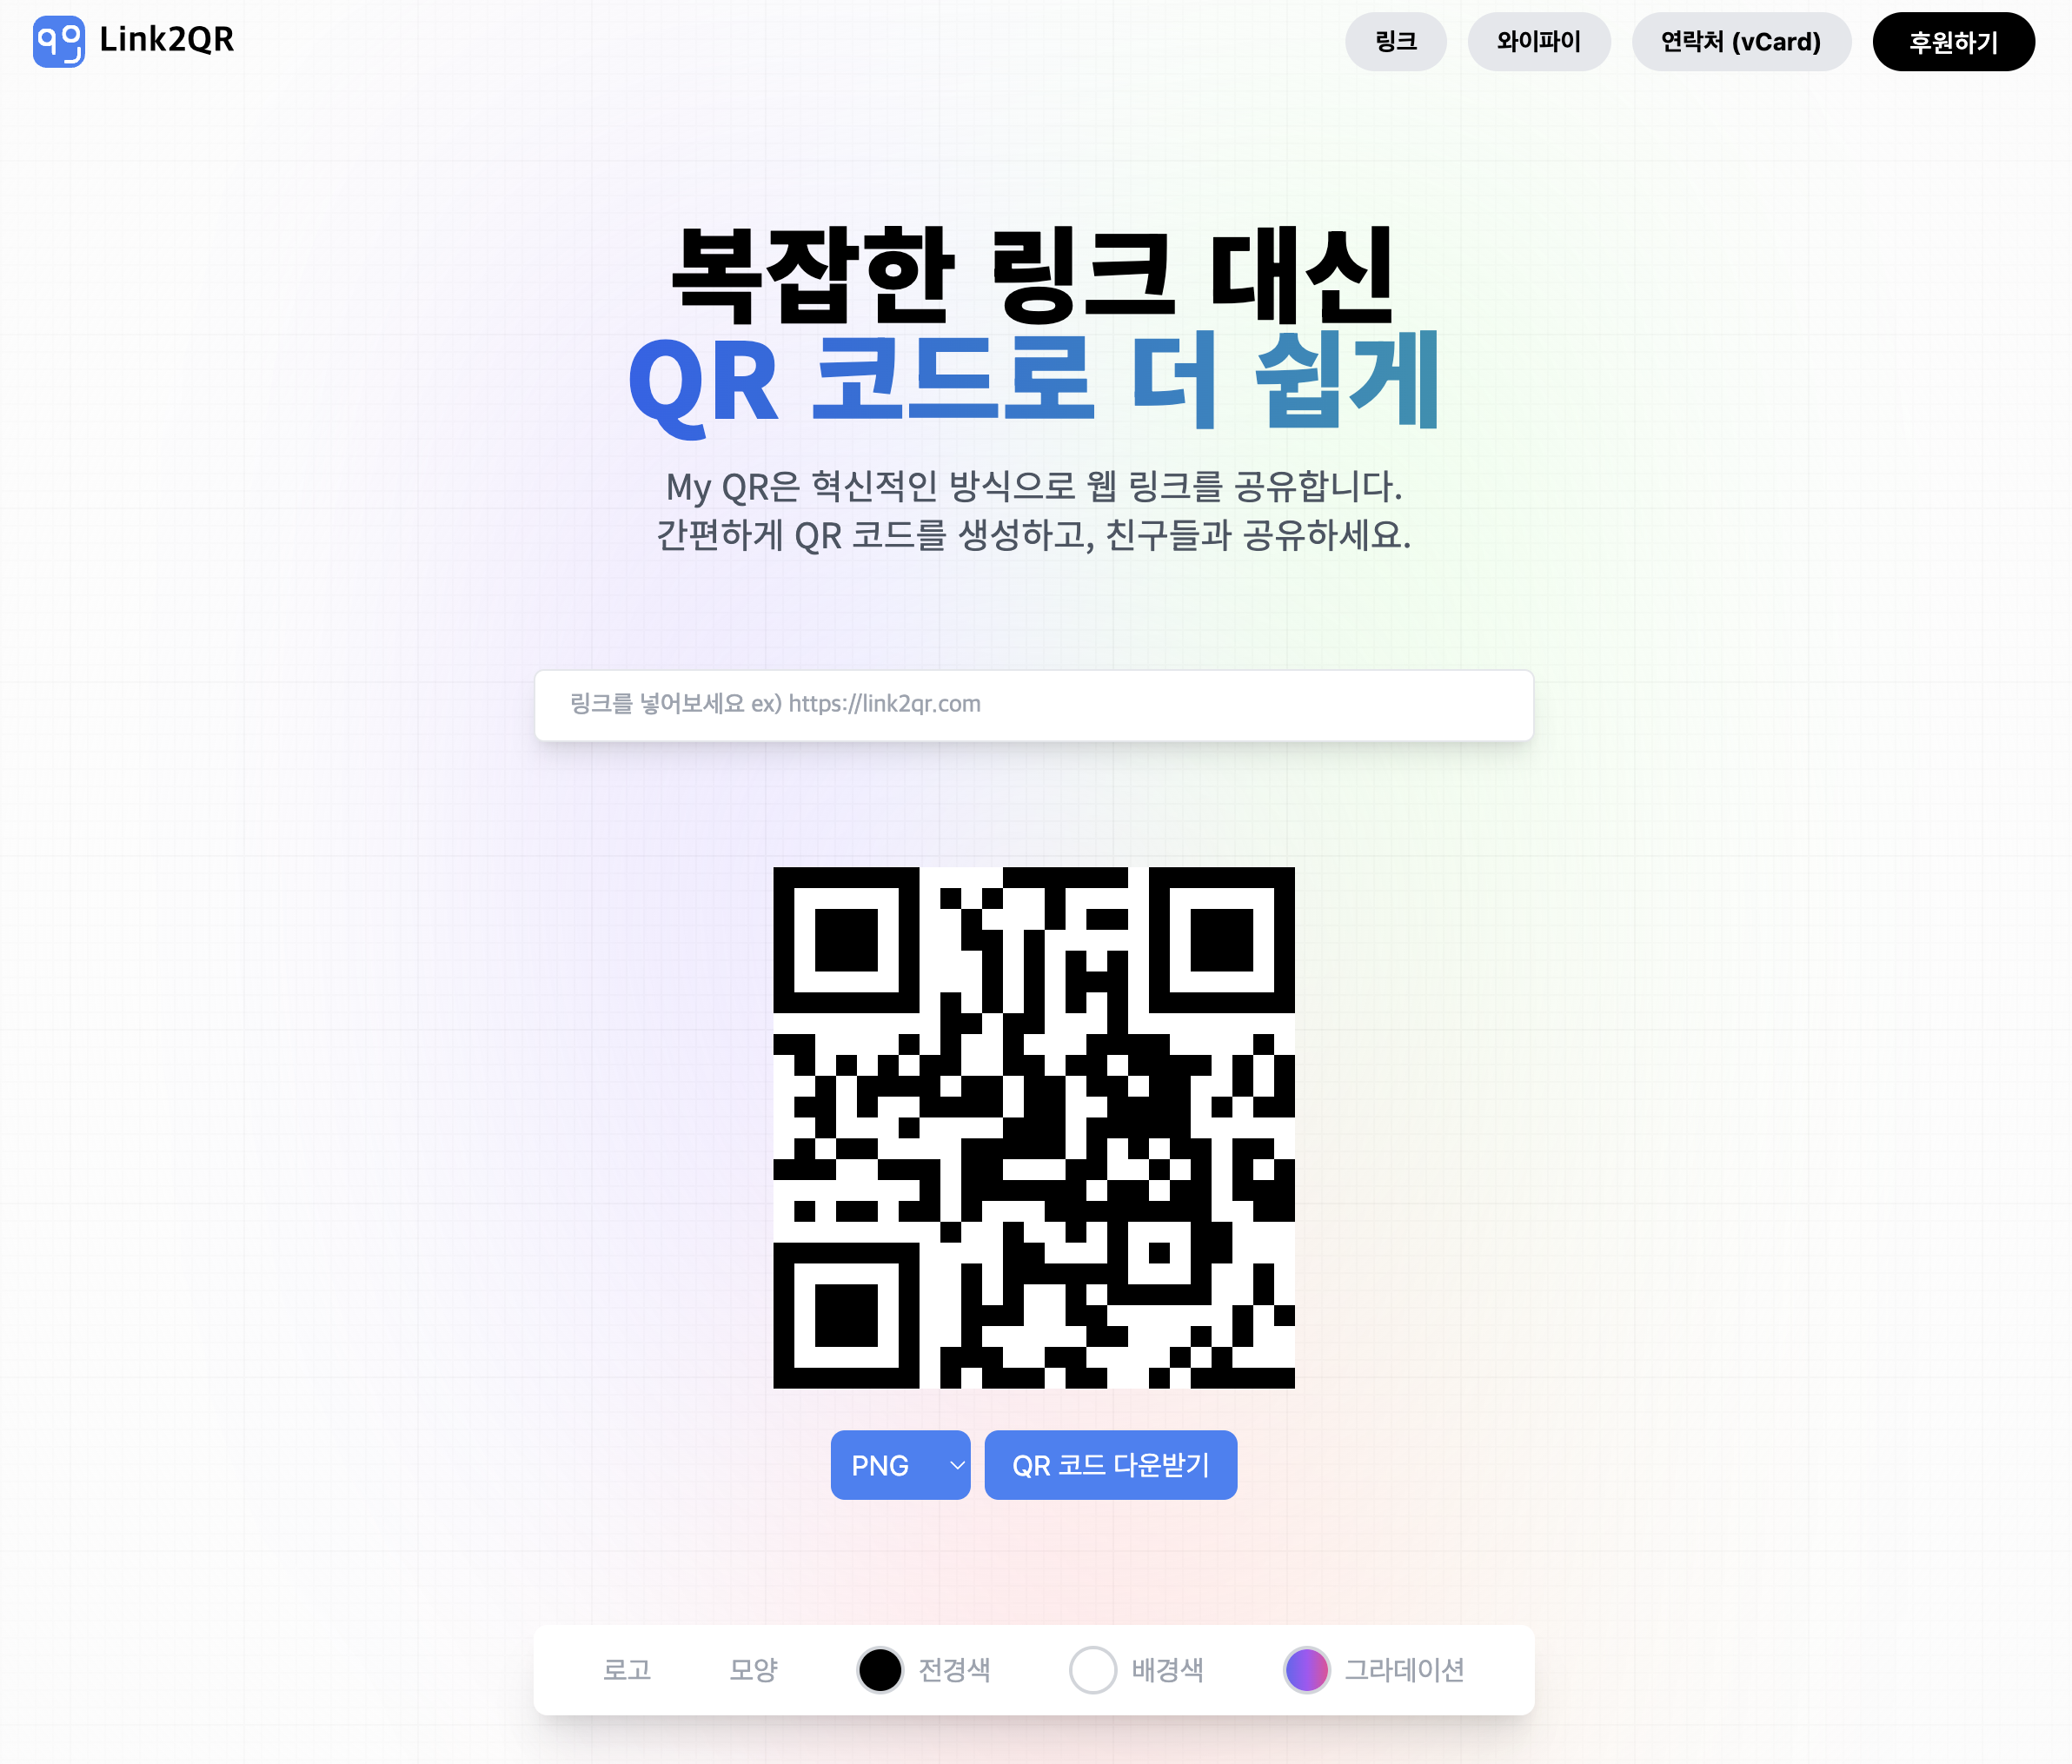 Link2QR
링크
와이파이
연락처 (vCard)
후원하기
복잡한 링크 대신
QR 코드로 더 쉽게
My QR은 혁신적인 방식으로 웹 링크를 공유합니다.
간편하게 QR 코드를 생성하고, 친구들과 공유하세요.
링크를 넣어보세요 ex) https://link2qr.com
PNG
QR 코드 다운받기
로고
모양
전경색
배경색
그라데이션